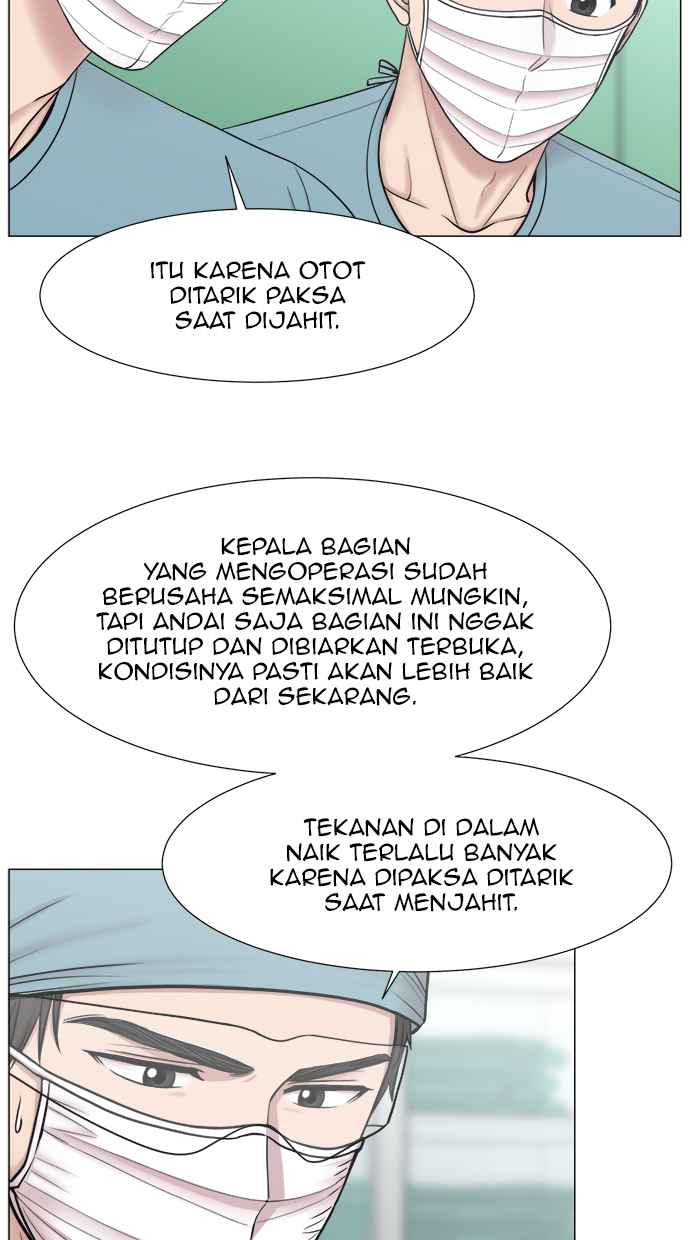 ITU KARENA OTOT
DITARIK PAKSA
SAAT DIJAHIT.
KEPALA BAGIAN
YANG MENGOPERASI SUDAH
BERUSAHA SEMAKSIMAL MUNGKIN,
TAPI ANDAI SAJA BAGIAN INI NGGAK
DITUTUP DAN DIBIARKAN TERBUKA,
KONDISINYA PASTI AKAN LEBIH BAIK
DARI SEKARANG.
TEKANAN DI DALAM
NAIK TERLALU BANYAK
KARENA DIPAKSA DITARIK
SAAT MENJAHIT.